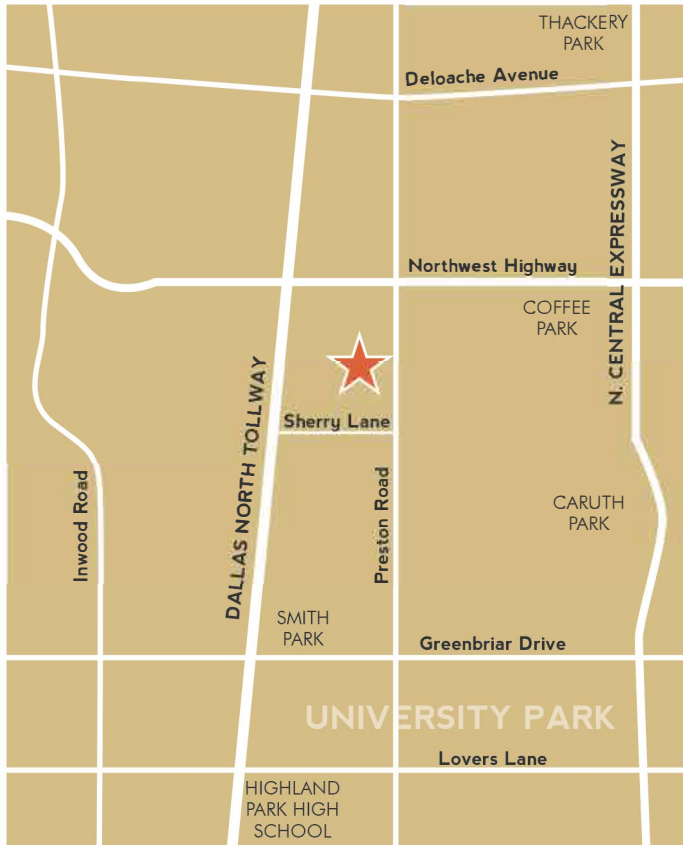 THACKERY
PARK
Deloache Avenue
N. CENTRAL EXPRESSWAY
Northwest Highway
COFFEE
PARK
DALLAS NORTH TOLLWAY
Sherry Lane
Inwood Road
Preston Road
CARUTH
PARK
SMITH
PARK
Greenbriar Drive
UNIVERSITY PARK
Lovers Lane
HIGHLAND
PARK HIGH
SCHOOL